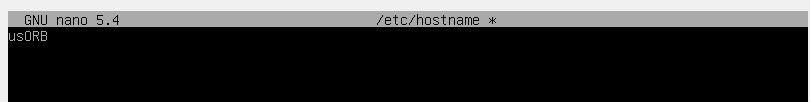 GNU nano 5.4 /etc/hostname *
usORB